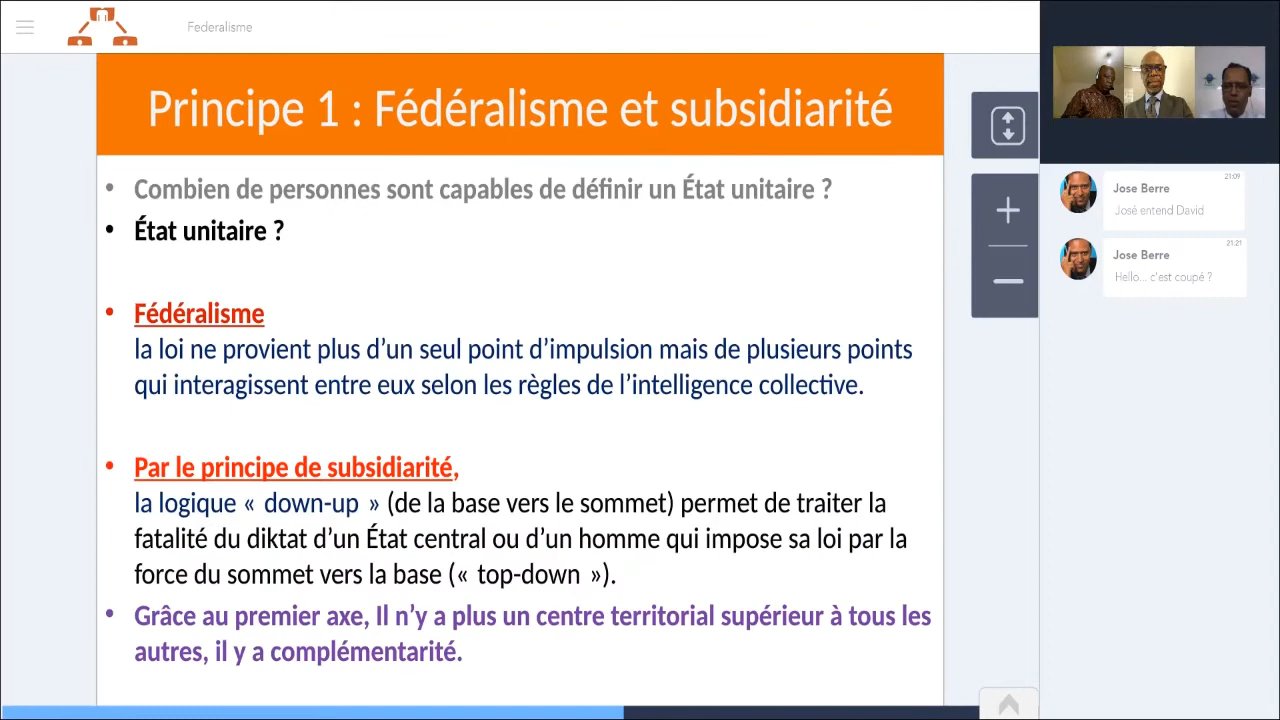 Federalisme
Principe 1 : Fédéralisme et subsidiarité
• Combien de personnes sont capables de définir un État unitaire ?
• État unitaire ?
• Fédéralisme
la loi ne provient plus d’un seul point d’impulsion mais de plusieurs points
qui interagissent entre eux selon les règles de l’intelligence collective.
• Par le principe de subsidiarité,
la logique « down-up » (de la base vers le sommet) permet de traiter la
fatalité du diktat d’un État central ou d’un homme qui impose sa loi par la
force du sommet vers la base (« top-down »).
• Grâce au premier axe, Il n’y a plus un centre territorial supérieur à tous les
autres, il y a complémentarité.
21:09
Jose Berre
José entend David
21:21
Jose Berre
Hello... c'est coupé ?